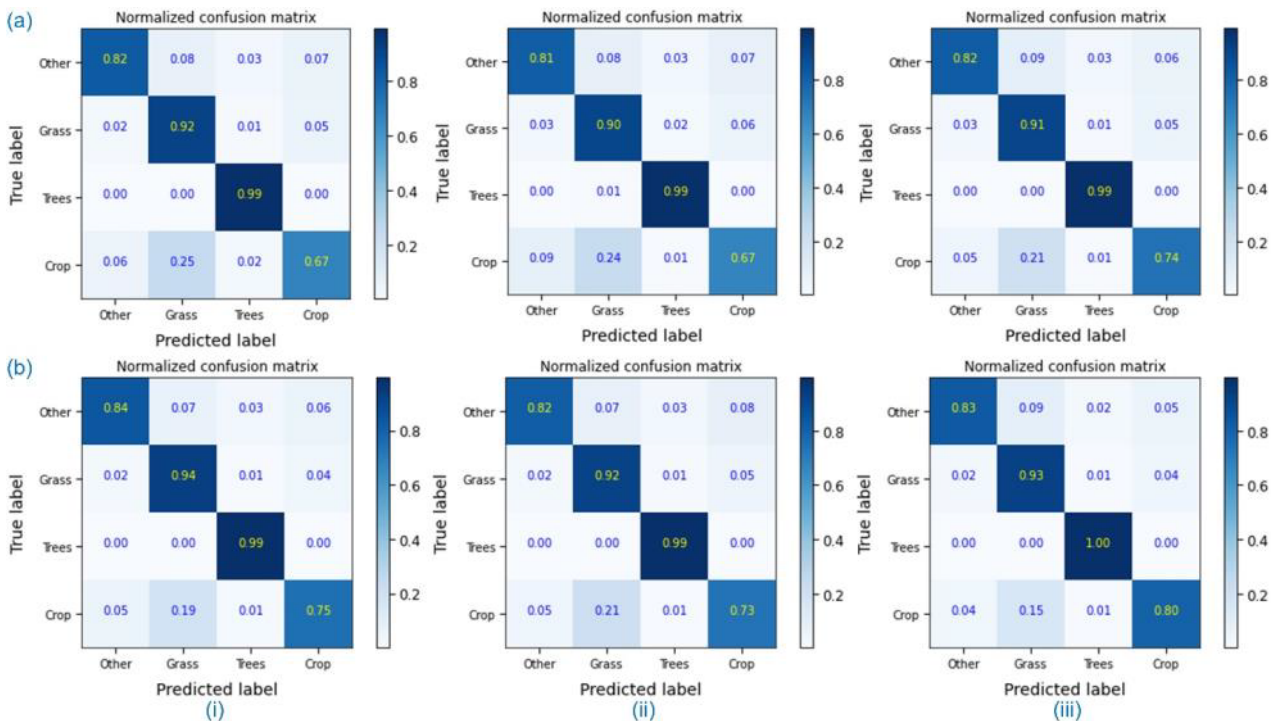 (a)
Normalized confusion matrix
True label
Other 0.82 0.08 0.03 0.07
Grass 0.02 0.92 0.01 0.05
Trees 0.00 0.00 0.99 0.00
Crop 0.06 0.25 0.02 0.67
Other Grass Trees Crop
Predicted label
0.8
0.6
0.4
0.2
Normalized confusion matrix
True label
Other 0.81 0.08 0.03 0.07
Grass 0.03 0.90 0.02 0.06
Trees 0.00 0.01 0.99 0.00
Crop 0.09 0.24 0.01 0.67
Other Grass Trees Crop
Predicted label
0.8
0.6
0.4
0.2
Normalized confusion matrix
True label
Other 0.82 0.09 0.03 0.06
Grass 0.03 0.91 0.01 0.05
Trees 0.00 0.00 0.99 0.00
Crop 0.05 0.21 0.01 0.74
Other Grass Trees Crop
Predicted label
0.8
0.6
0.4
0.2
(b)
Normalized confusion matrix
True label
Other 0.84 0.07 0.03 0.06
Grass 0.02 0.94 0.01 0.04
Trees 0.00 0.00 0.99 0.00
Crop 0.05 0.19 0.01 0.75
Other Grass Trees Crop
Predicted label
0.8
0.6
0.4
0.2
(i)
Normalized confusion matrix
True label
Other 0.82 0.07 0.03 0.08
Grass 0.02 0.92 0.01 0.05
Trees 0.00 0.00 0.99 0.00
Crop 0.05 0.21 0.01 0.73
Other Grass Trees Crop
Predicted label
0.8
0.6
0.4
0.2
(ii)
Normalized confusion matrix
True label
Other 0.83 0.09 0.02 0.05
Grass 0.02 0.93 0.01 0.04
Trees 0.00 0.00 1.00 0.00
Crop 0.04 0.15 0.01 0.80
Other Grass Trees Crop
Predicted label
0.8
0.6
0.4
0.2
(iii)